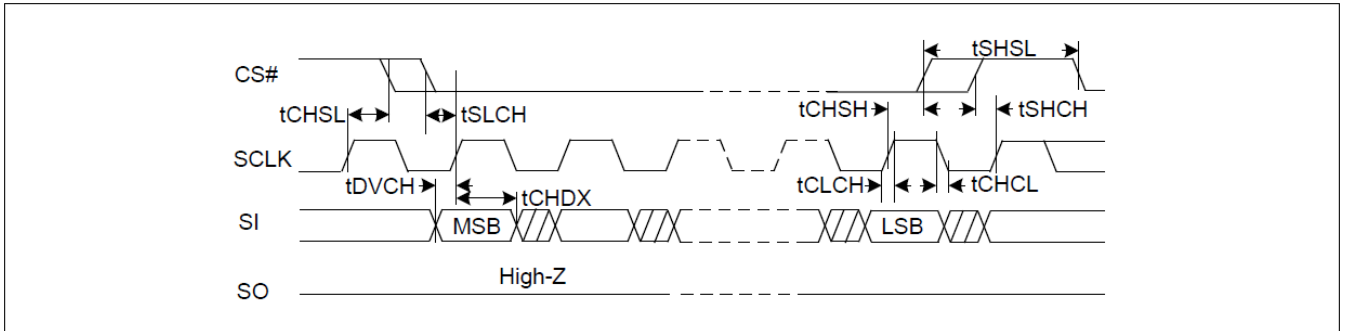 tSHSL
CS#
tCHSL
tSLCH
tCHSH
tSHCH
SCLK
tDVCH
tCHDX
tCLCH
tCHCL
SI
MSB
LSB
High-Z
SO